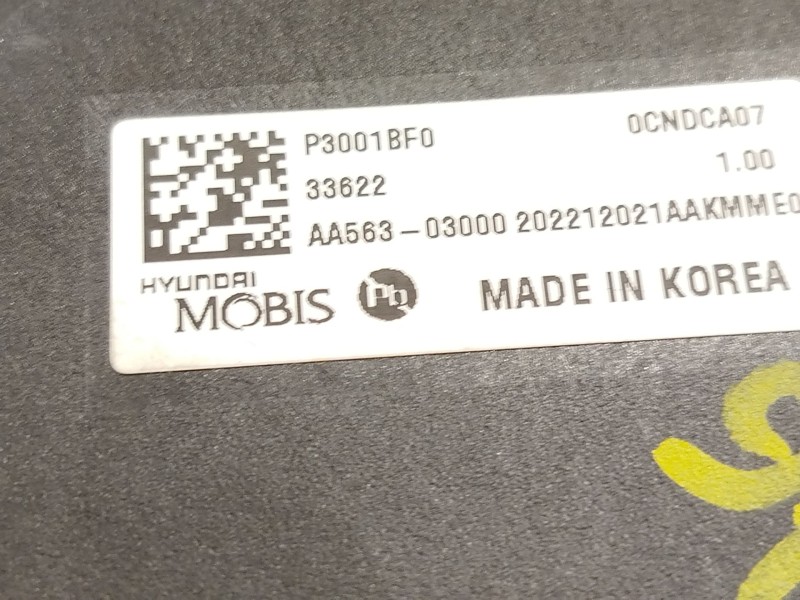 P3001BF0
0CNDCA07
33622
1.00
AA563-03000 202212021AAKMME0
HYUNDAI
MOBIS
Pb
MADE IN KOREA